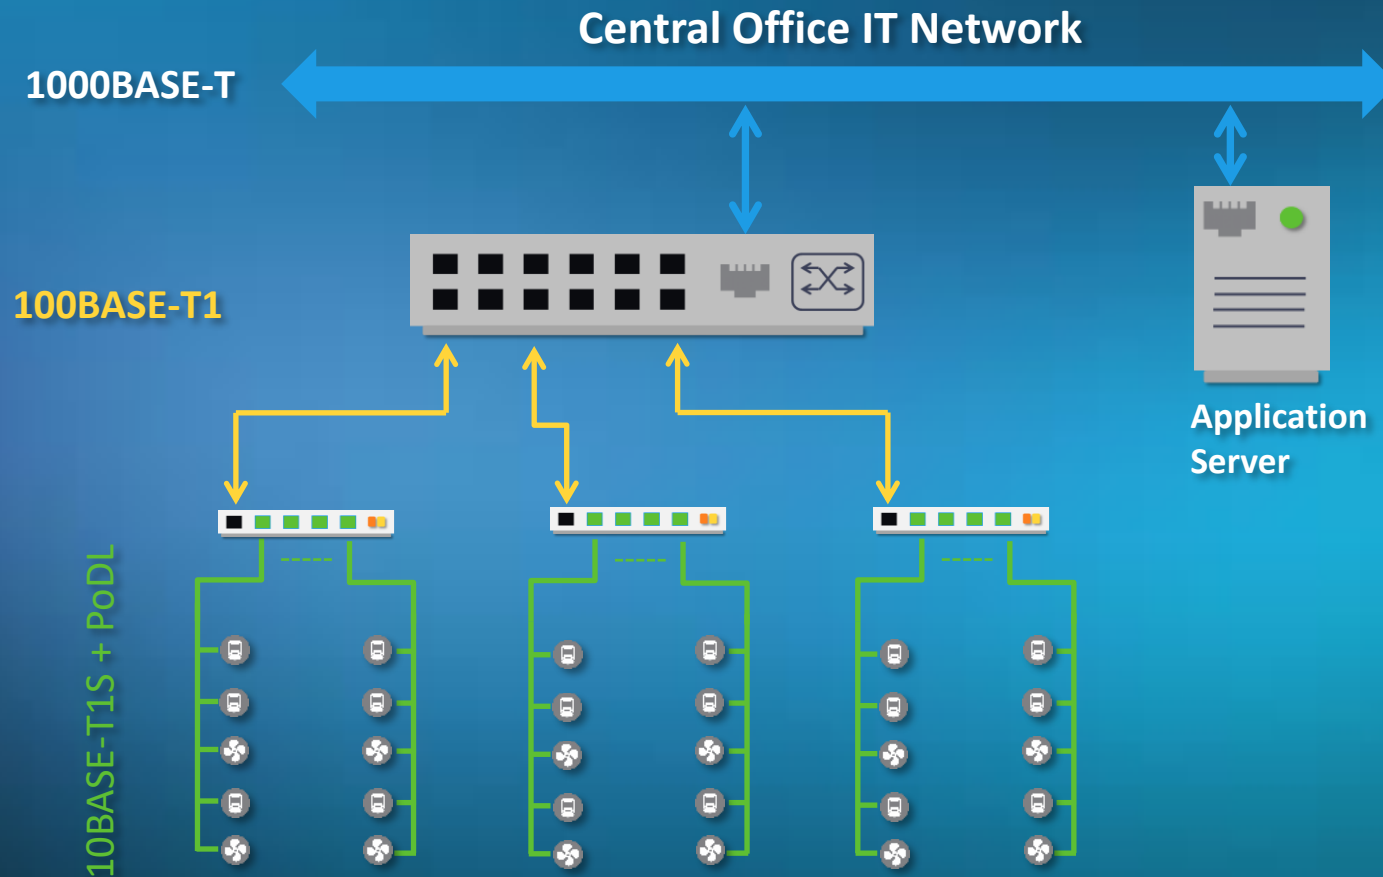 Central Office IT Network
1000BASE-T
100BASE-T1
Application
Server
10BASE-T1S + PoDL